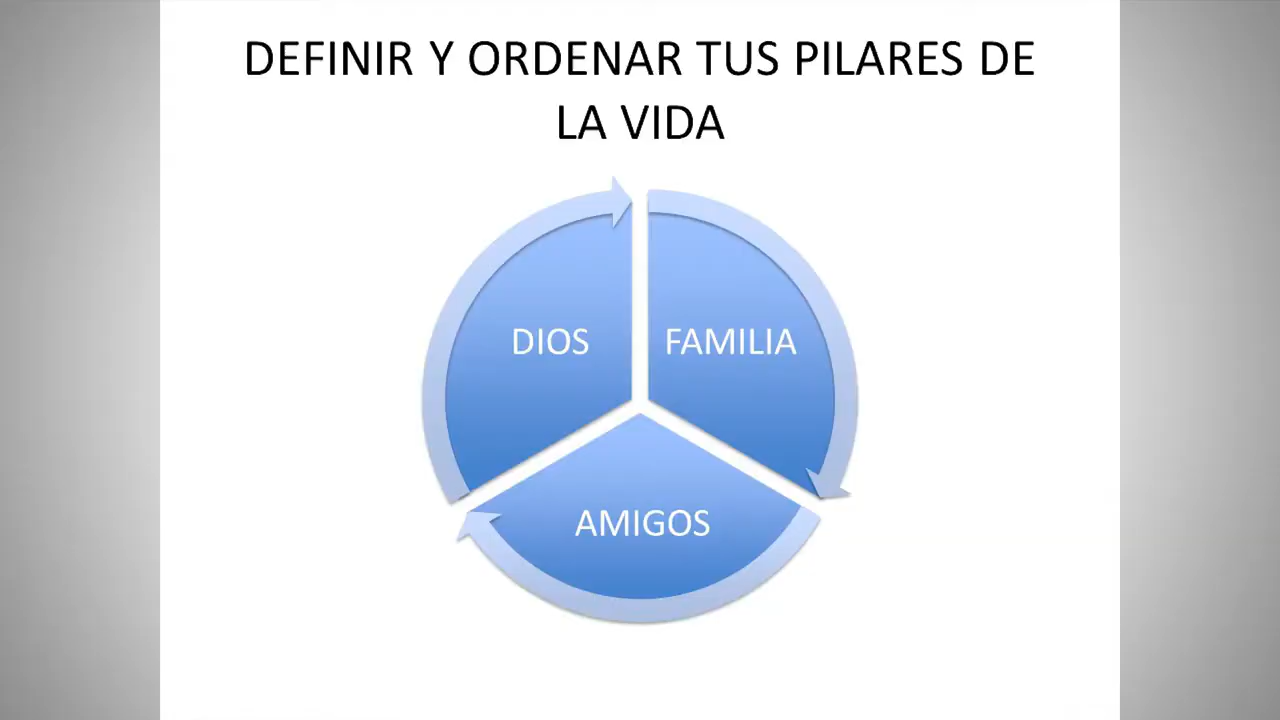 DEFINIR Y ORDENAR TUS PILARES DE
LA VIDA
DIOS
FAMILIA
AMIGOS